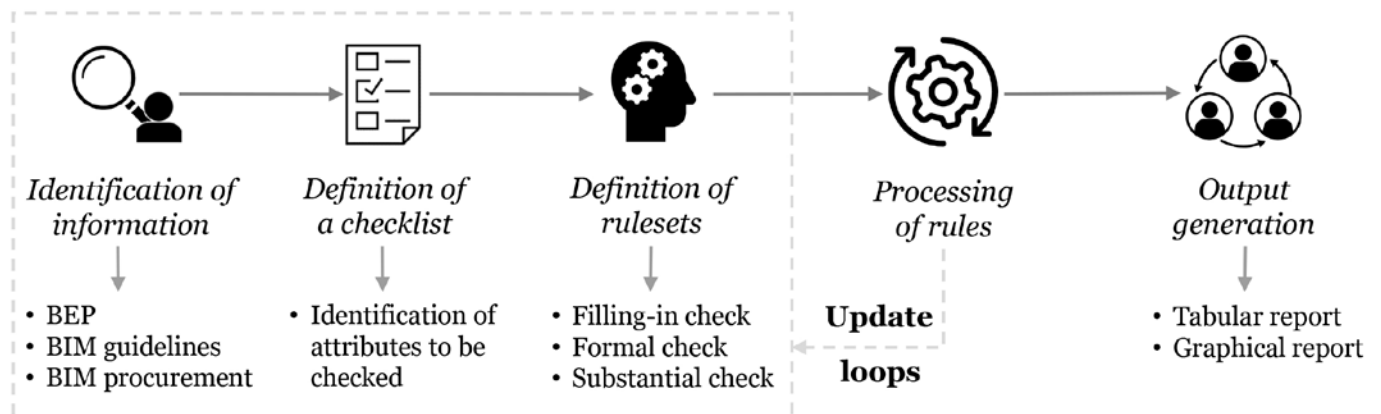 Identification of
information
Definition of
a checklist
Definition of
rulesets
Processing
of rules
Output
generation
• BEP
• BIM guidelines
• BIM procurement
• Identification of
attributes to be
checked
• Filling-in check
• Formal check
• Substantial check
Update
loops
• Tabular report
• Graphical report